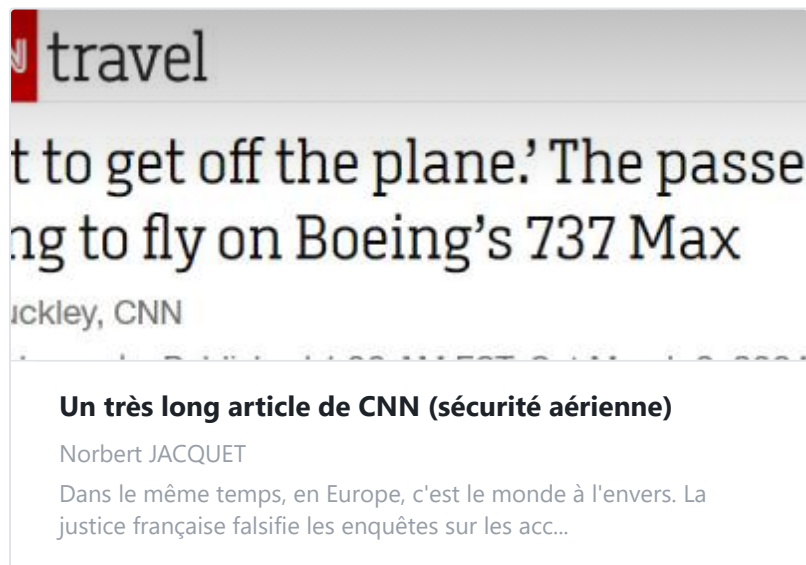 N travel
t to get off the plane.’ The passe
ng to fly on Boeing’s 737 Max
uckley, CNN
Un très long article de CNN (sécurité aérienne)
Norbert JACQUET
Dans le même temps, en Europe, c'est le monde à l'envers. La
justice française falsifie les enquêtes sur les acc...